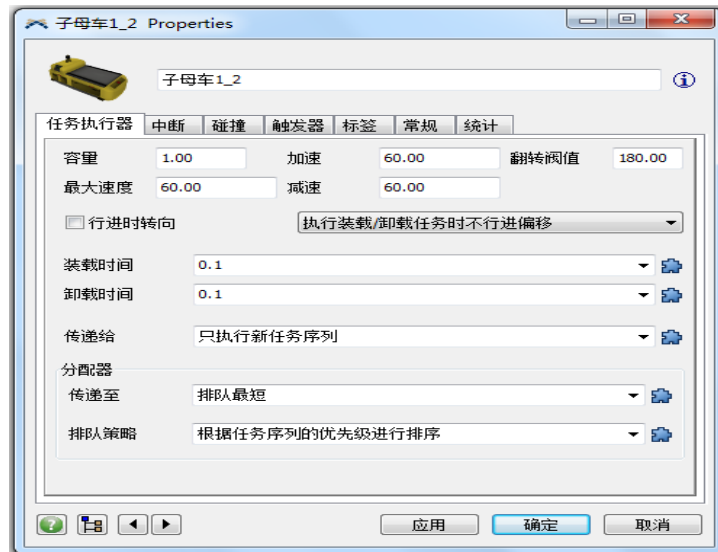 子母车1_2 Properties
子母车1_2
任务执行器 中断 碰撞 触发器 标签 常规 统计
容量 1.00 加速 60.00 翻转阀值 180.00
最大速度 60.00 减速 60.00
行进时转向 执行装载/卸载任务时不行进偏移
装载时间 0.1
卸载时间 0.1
传递给 只执行新任务序列
分配器
传递至 排队最短
排队策略 根据任务序列的优先级进行排序
应用 确定 取消